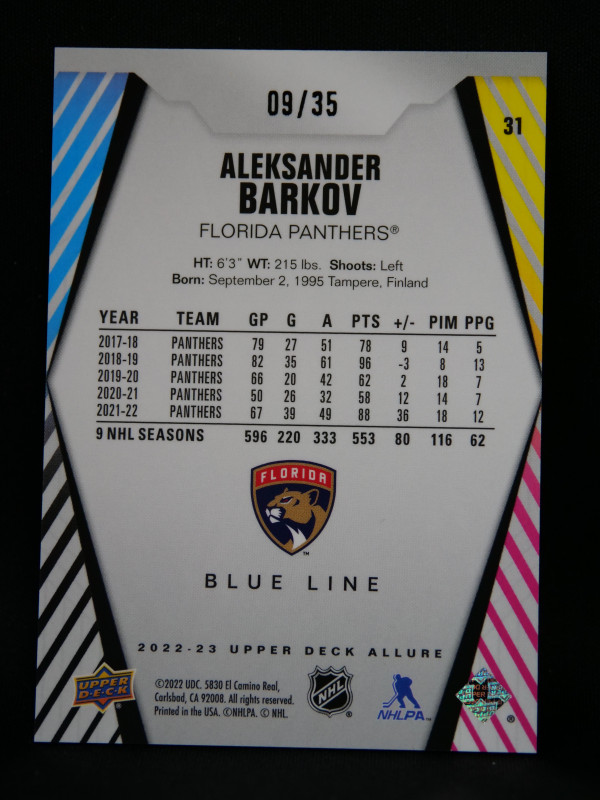 09/35
31
ALEKSANDER
BARKOV
FLORIDA PANTHERS®
HT: 6'3" WT: 215 lbs. Shoots: Left
Born: September 2, 1995 Tampere, Finland
YEAR TEAM GP G A PTS +/- PIM PPG
2017-18 PANTHERS 79 27 51 78 9 14 5
2018-19 PANTHERS 82 35 61 96 -3 8 13
2019-20 PANTHERS 66 20 42 62 2 18 7
2020-21 PANTHERS 50 26 32 58 12 14 7
2021-22 PANTHERS 67 39 49 88 36 18 12
9 NHL SEASONS 596 220 333 553 80 116 62
FLORIDA
™
BLUE LINE
2022-23 UPPER DECK ALLURE
UPPER
DECK
©2022 UDC. 5830 El Camino Real,
Carlsbad, CA 92008. All rights reserved.
Printed in the USA. ©NHLPA. © NHL.
NHL
®
NHLPA™
®